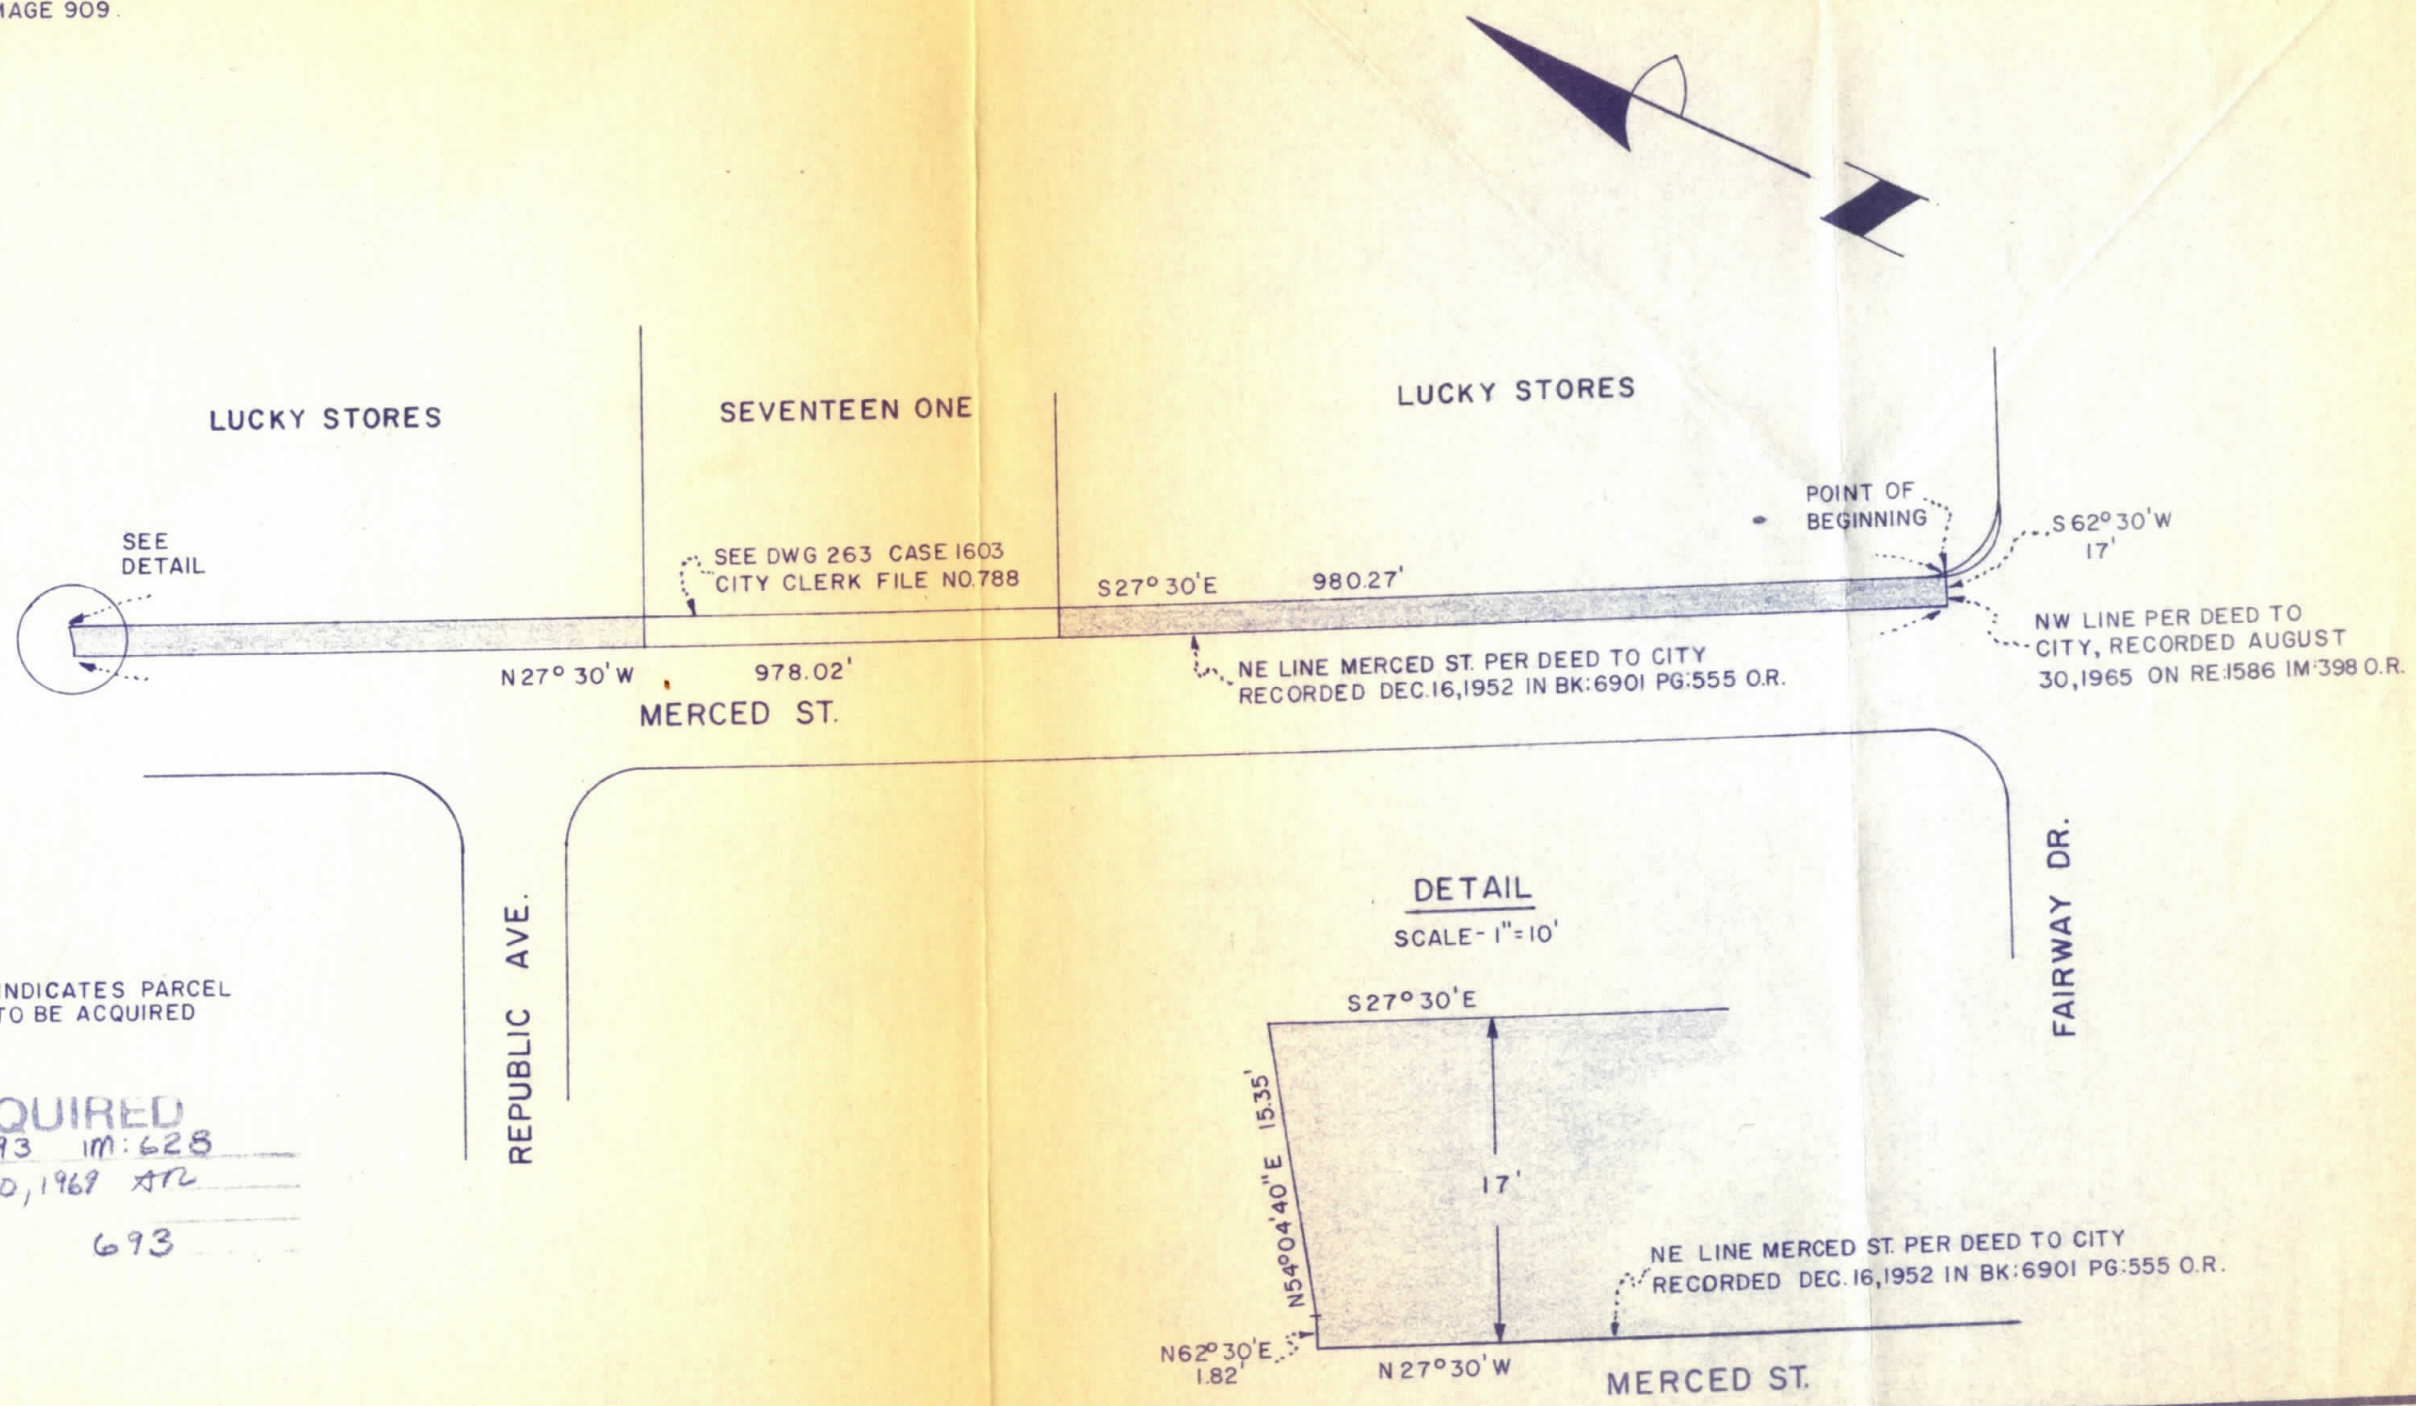 IMAGE 909.
LUCKY STORES
SEVENTEEN ONE
LUCKY STORES
SEE
DETAIL
SEE DWG 263 CASE 1603
CITY CLERK FILE NO.788
S27°30'E 980.27'
POINT OF
BEGINNING
S62°30'W
17'
NW LINE PER DEED TO
CITY, RECORDED AUGUST
30,1965 ON RE:1586 IM:398 O.R.
N27°30'W 978.02'
NE LINE MERCED ST. PER DEED TO CITY
RECORDED DEC.16,1952 IN BK:6901 PG:555 O.R.
MERCED ST.
REPUBLIC AVE.
FAIRWAY DR.
INDICATES PARCEL
TO BE ACQUIRED
QUIRED
93 IM:628
0,1969
693
DETAIL
SCALE-1"=10'
S27°30'E
N54°04'40"E 15.35'
17'
NE LINE MERCED ST. PER DEED TO CITY
RECORDED DEC.16,1952 IN BK:6901 PG:555 O.R.
N62°30'E
1.82'
N27°30'W
MERCED ST.